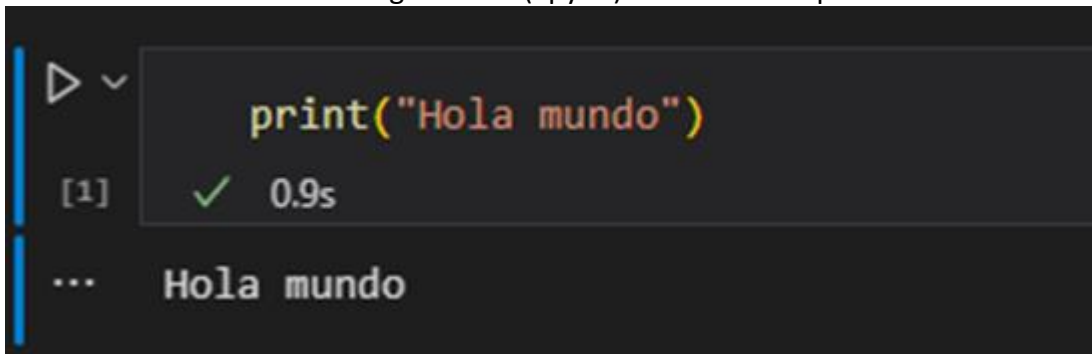 print("Hola mundo")
[1] ✓ 0.9s
... Hola mundo